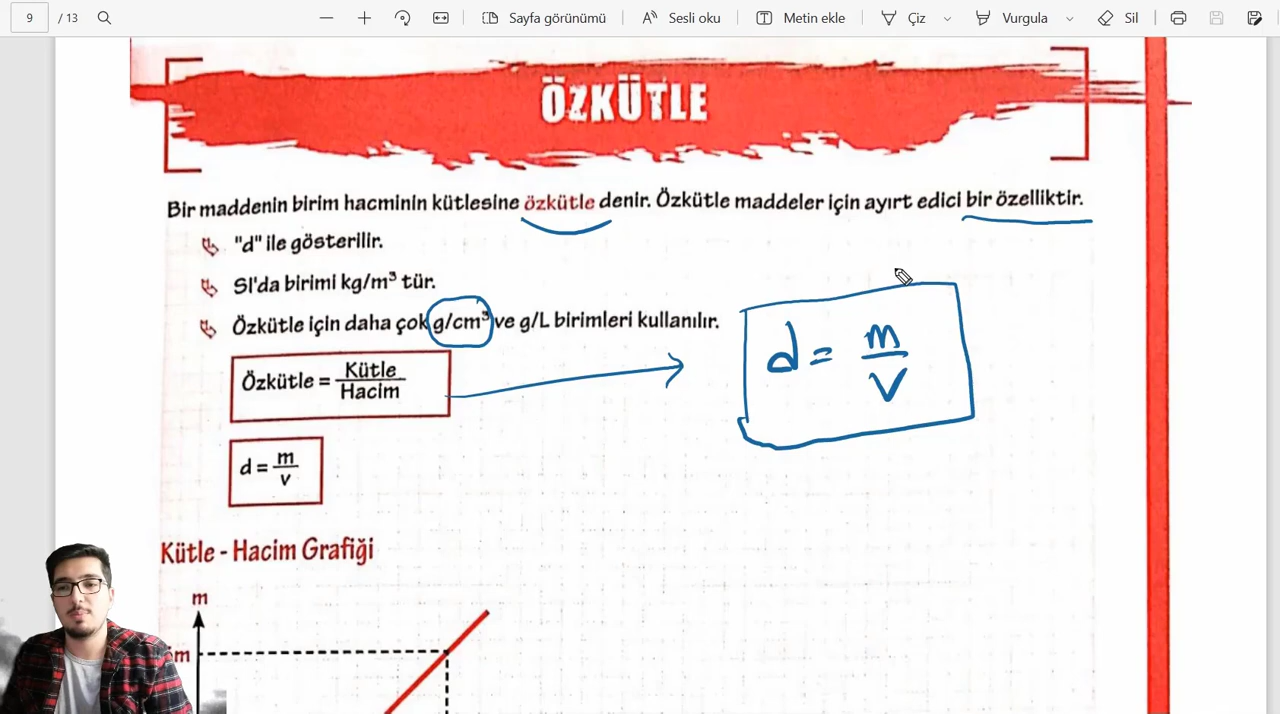 9 / 13 Sayfa görünümü Sesli oku Metin ekle Çiz Vurgula Sil
ÖZKÜTLE
Bir maddenin birim hacminin kütlesine özkütle denir. Özkütle maddeler için ayırt edici bir özelliktir.
"d" ile gösterilir.
SI'da birimi kg/m³ tür.
Özkütle için daha çok g/cm³ ve g/L birimleri kullanılır.
Özkütle = Kütle / Hacim
d = m / v
d = m / V
Kütle - Hacim Grafiği
m
m